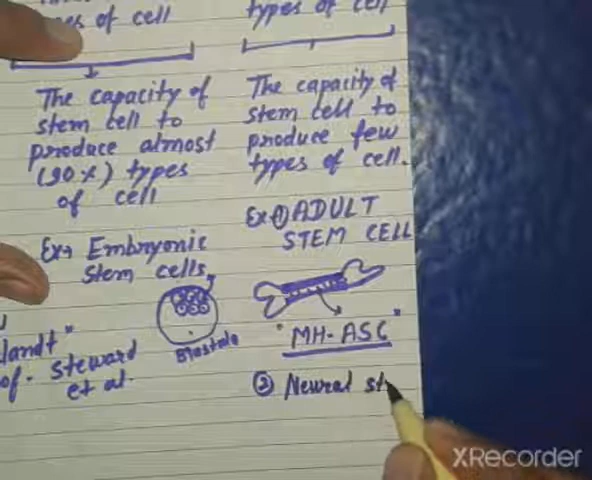 of cell
types of cell
The capacity of
stem cell to
produce almost
(90%) types
of cell
Ex→ Embryonic
stem cells,
Blastula
landt"
of. Steward
et al.
The capacity of
stem cell to
produce few
types of cell.
Ex ① ADULT
STEM CELL
"MH-ASC"
② Neural st
XRecorder